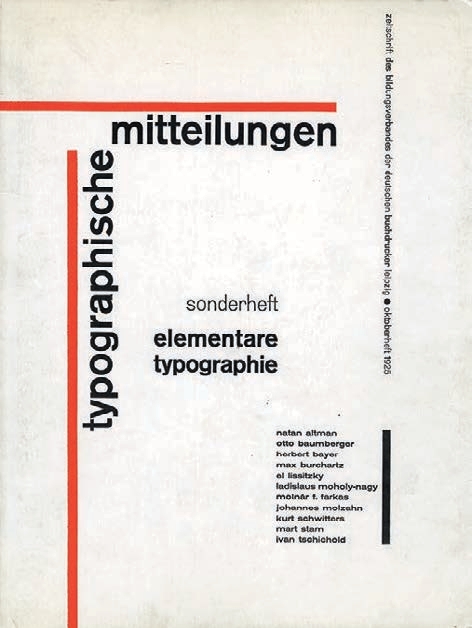 typographische
mitteilungen
zeitschrift des bildungsverbandes der deutschen buchdrucker leipzig ● oktoberheft 1925
sonderheft
elementare
typographie
natan altman
otto baumberger
herbert bayer
max burchartz
el lissitzky
ladislaus moholy-nagy
molnár f. farkas
johannes molzahn
kurt schwitters
mart stam
ivan tschichold